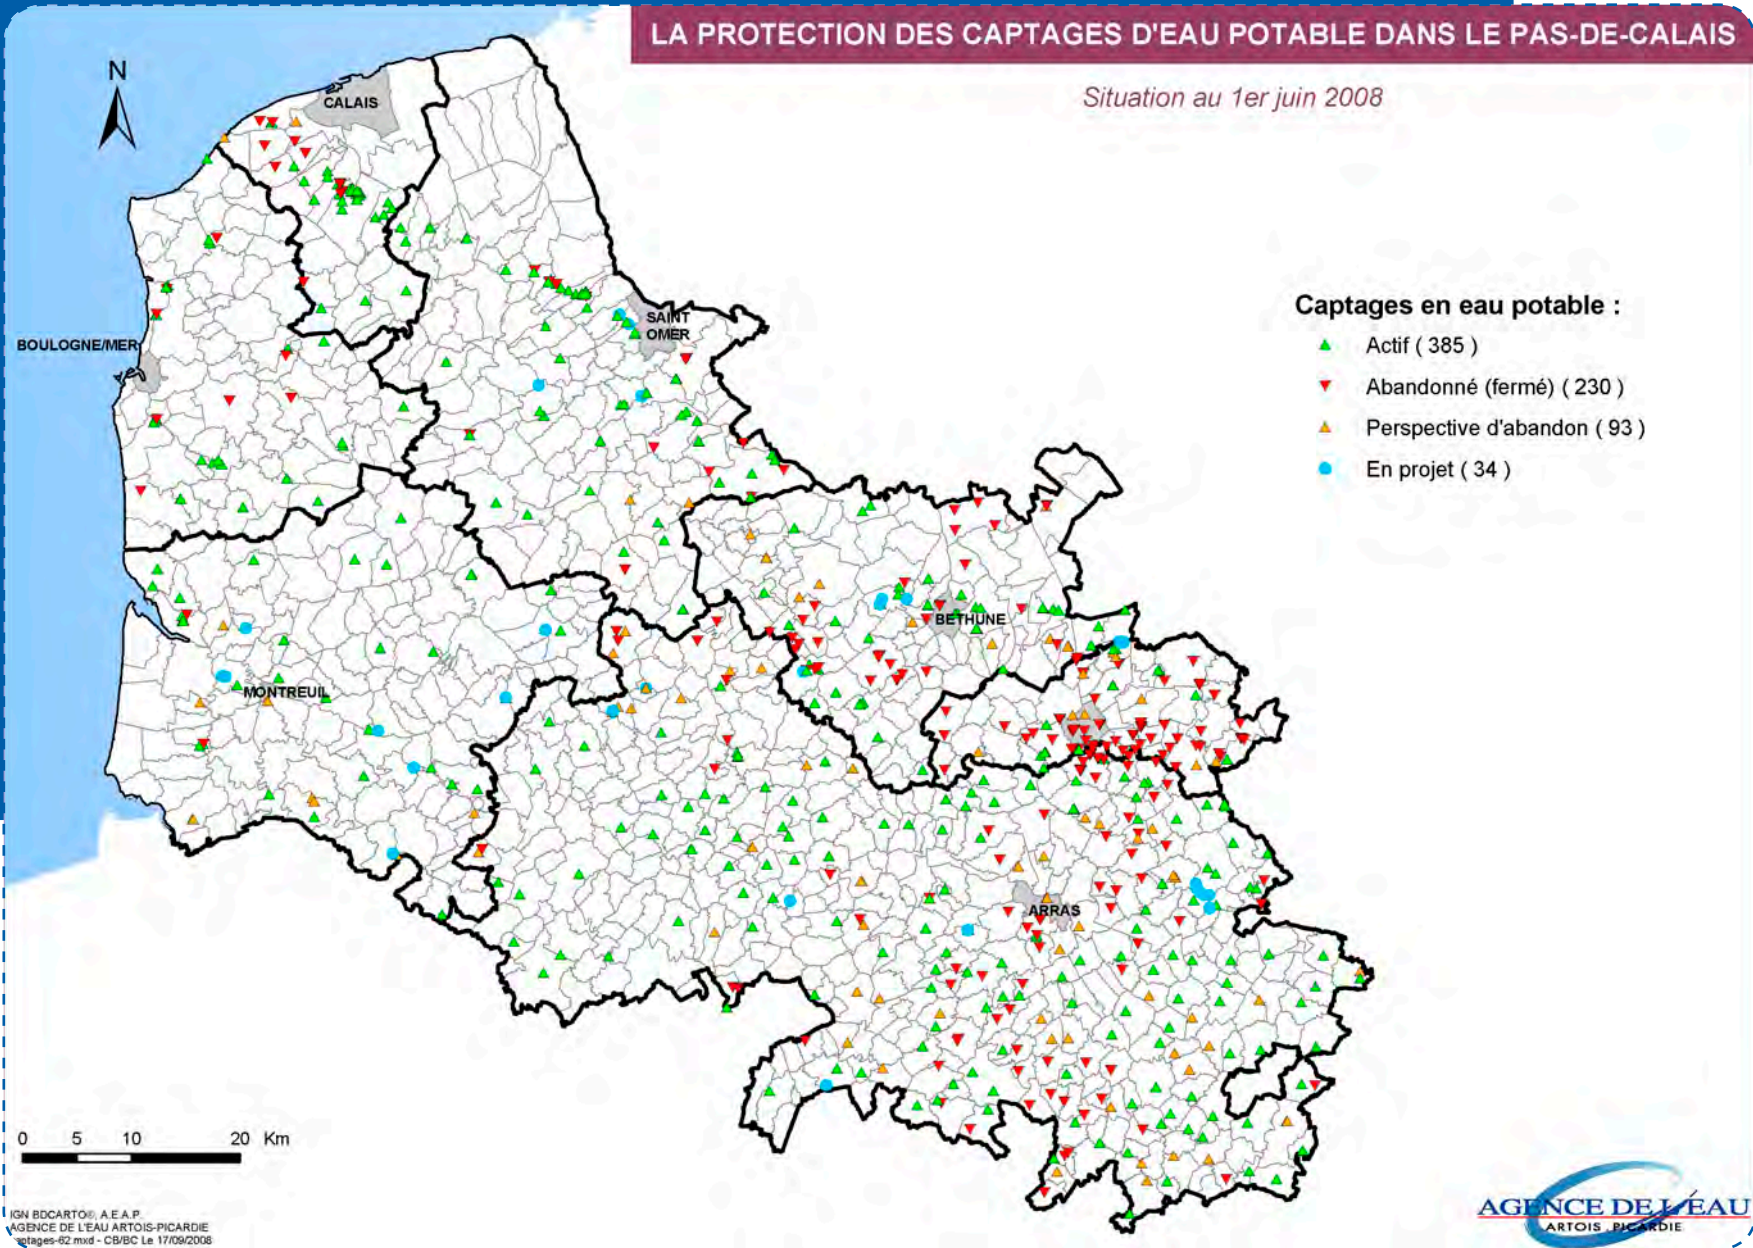 LA PROTECTION DES CAPTAGES D'EAU POTABLE DANS LE PAS-DE-CALAIS
Situation au 1er juin 2008
N
CALAIS
SAINT
OMER
BOULOGNE/MER
Captages en eau potable :
Actif ( 385 )
Abandonné (fermé) ( 230 )
Perspective d'abandon ( 93 )
En projet ( 34 )
BETHUNE
MONTREUIL
ARRAS
0 5 10 20 Km
IGN BDCARTO©, A.E.A.P.
AGENCE DE L'EAU ARTOIS-PICARDIE
captages-62.mxd - CB/BC Le 17/09/2008
AGENCE DE L'EAU
ARTOIS . PICARDIE